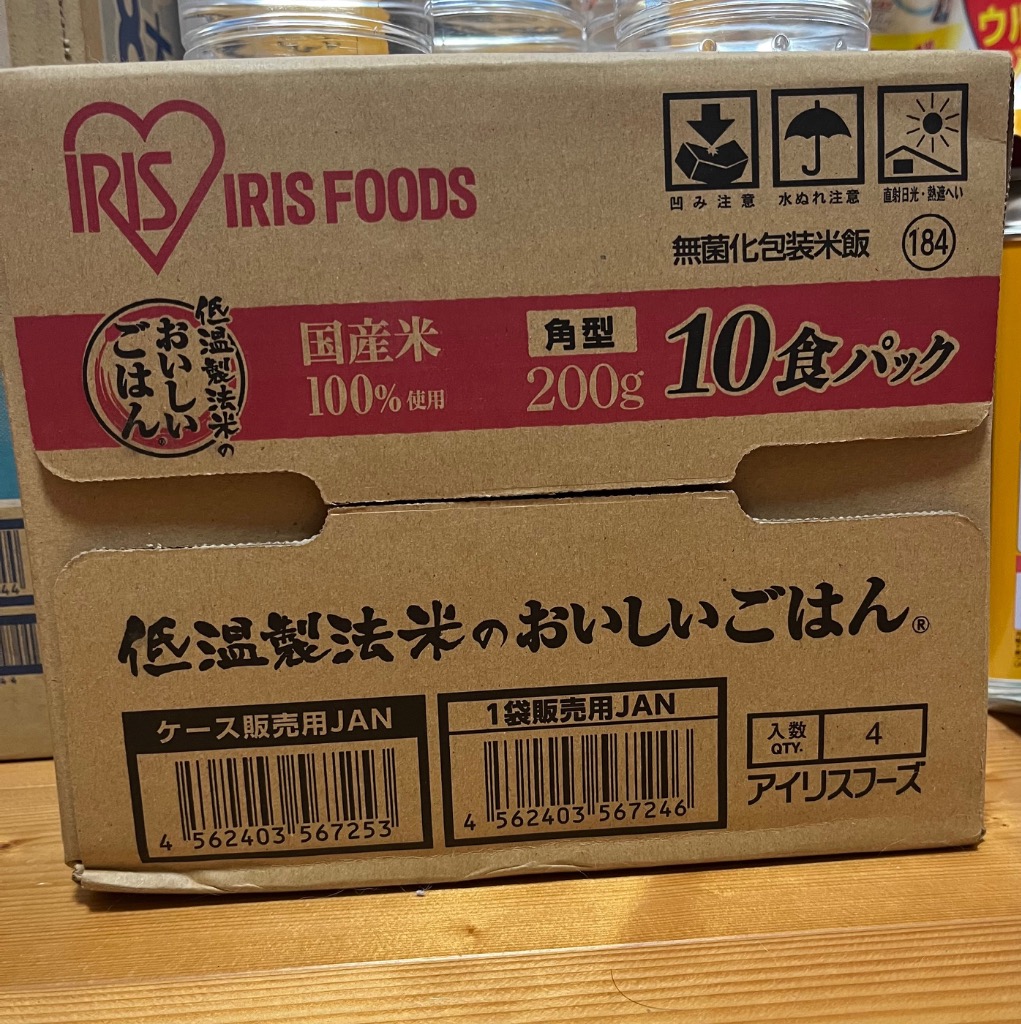 IRIS
IRIS FOODS
凹み注意
水ぬれ注意
直射日光・熱遮へい
無菌化包装米飯
184
低温製法米の
おいしい
ごはん®
国産米
100%使用
角型
200g
10食パック
低温製法米のおいしいごはん®
ケース販売用JAN
4 562403 567253
1袋販売用JAN
4 562403 567246
入数
QTY.
4
アイリスフーズ
44
ウル